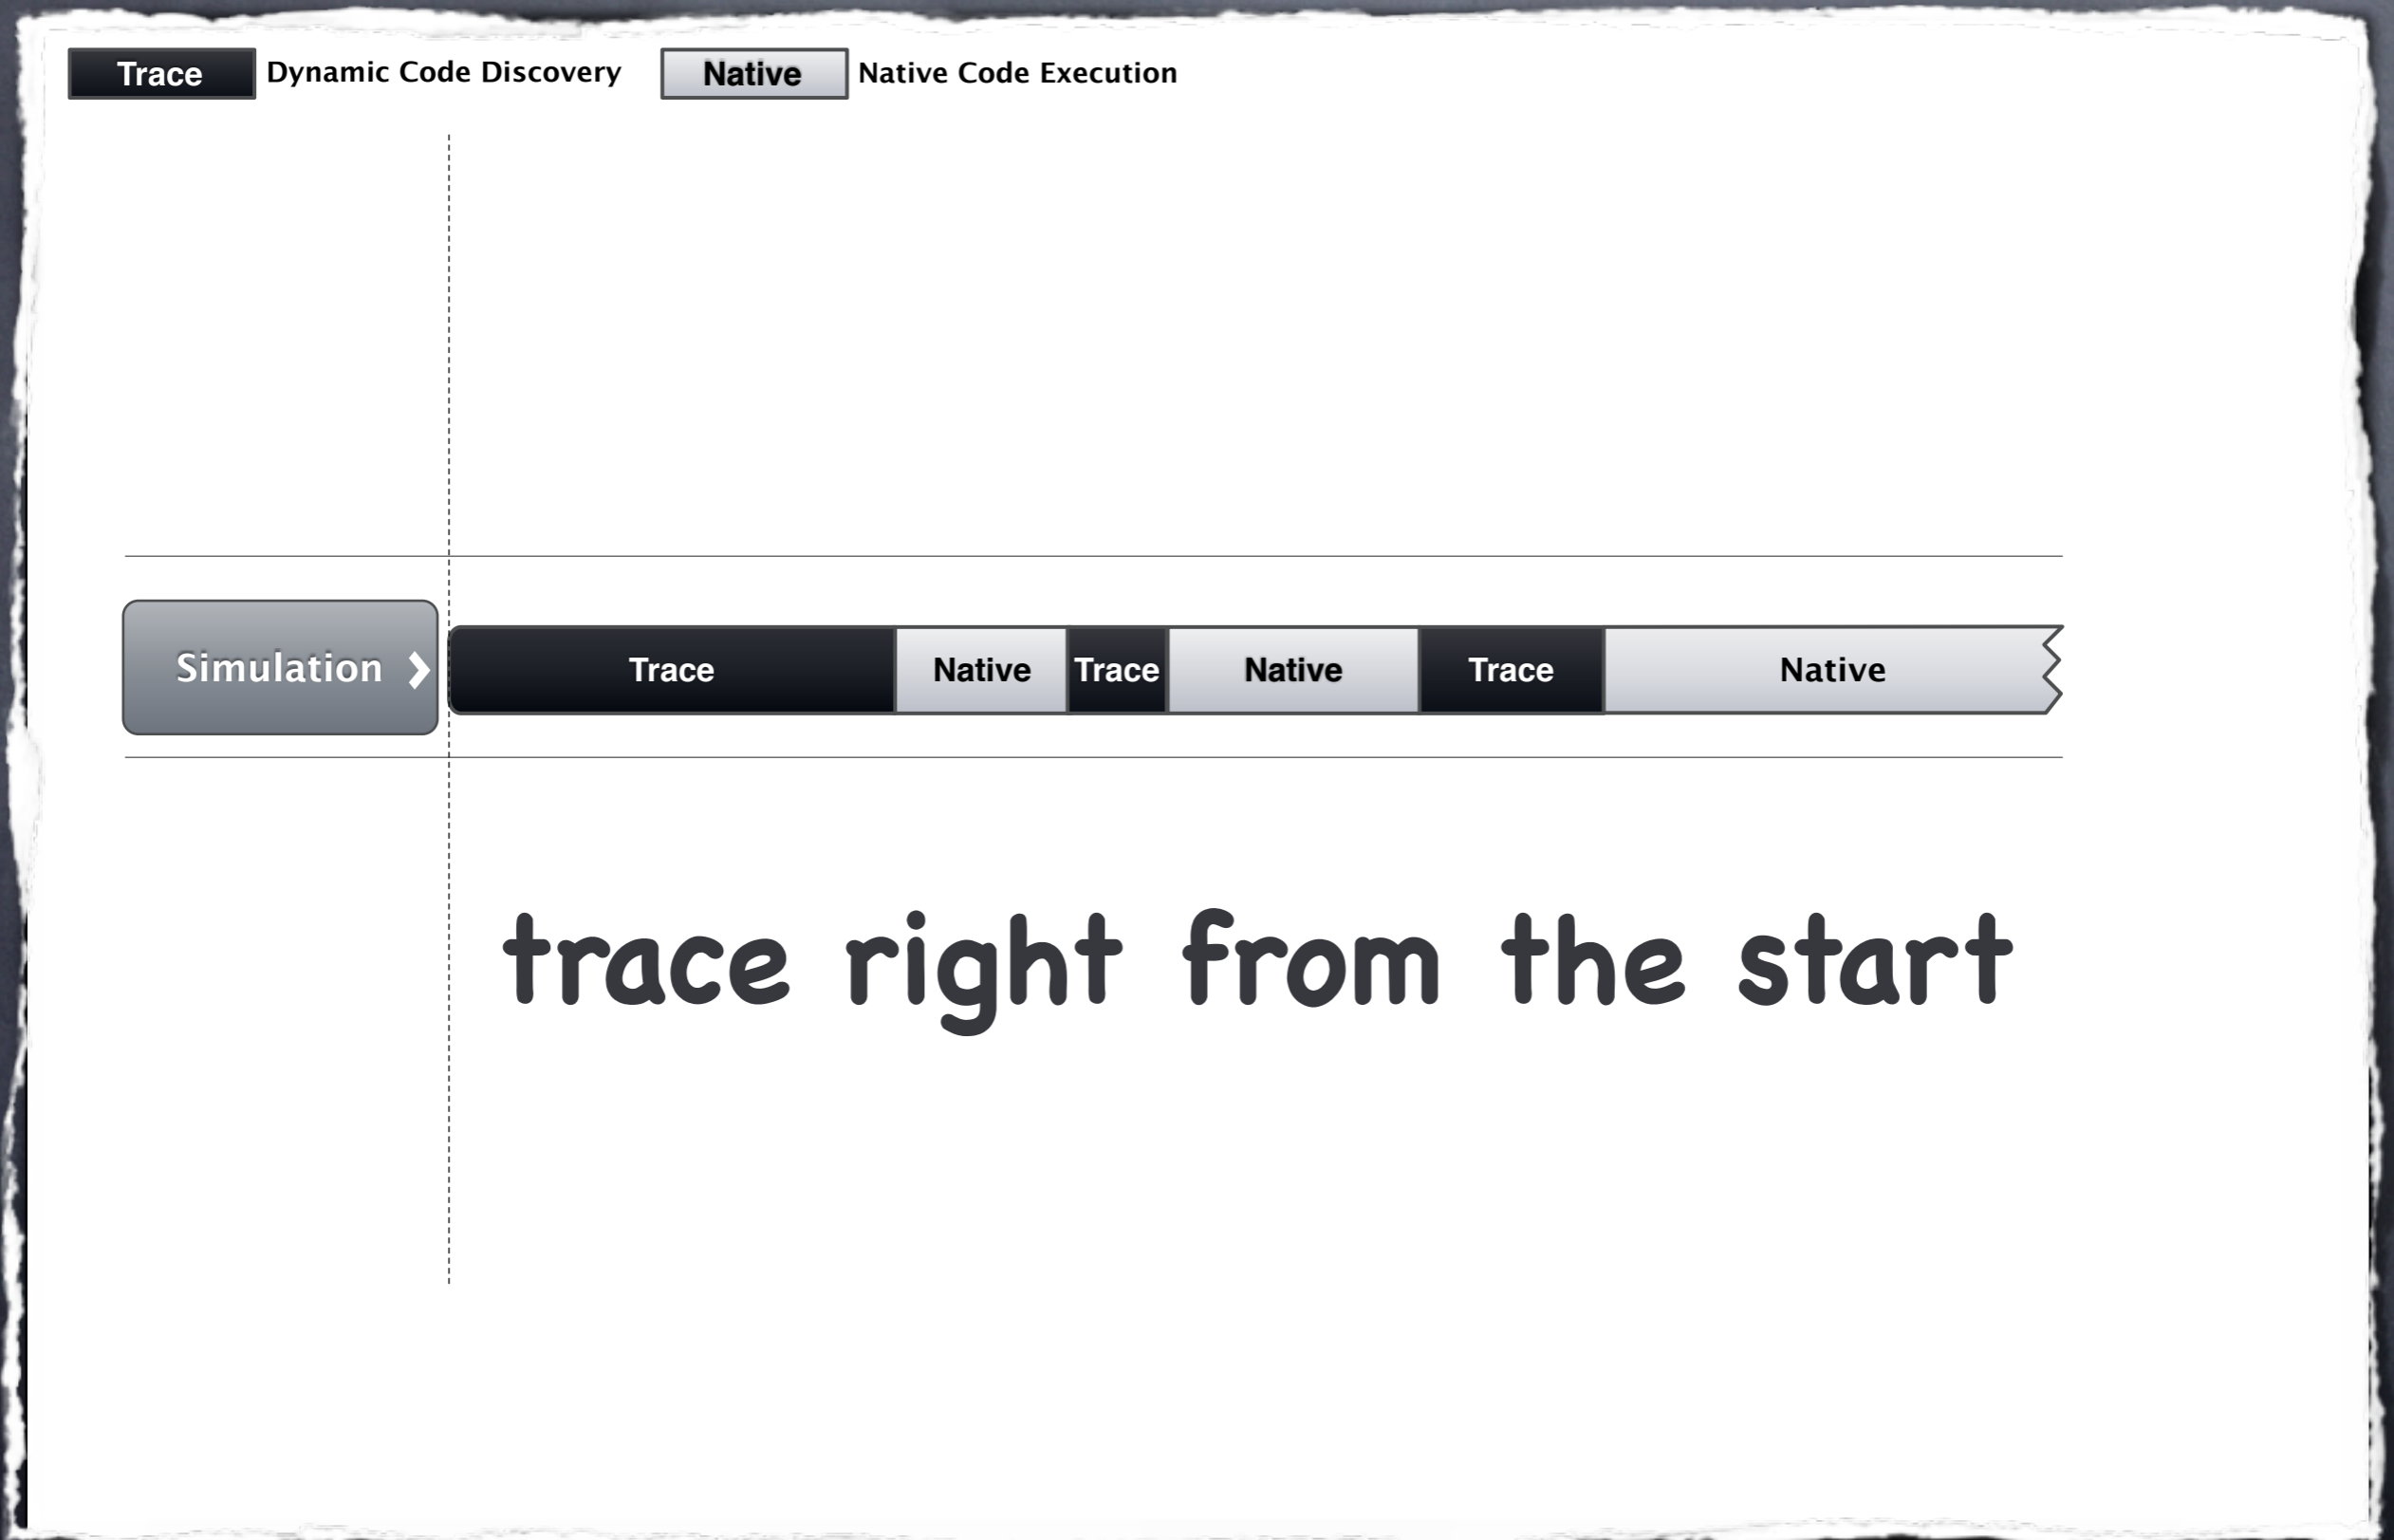 Trace Dynamic Code Discovery Native Native Code Execution
Simulation Trace Native Trace Native Trace Native
trace right from the start